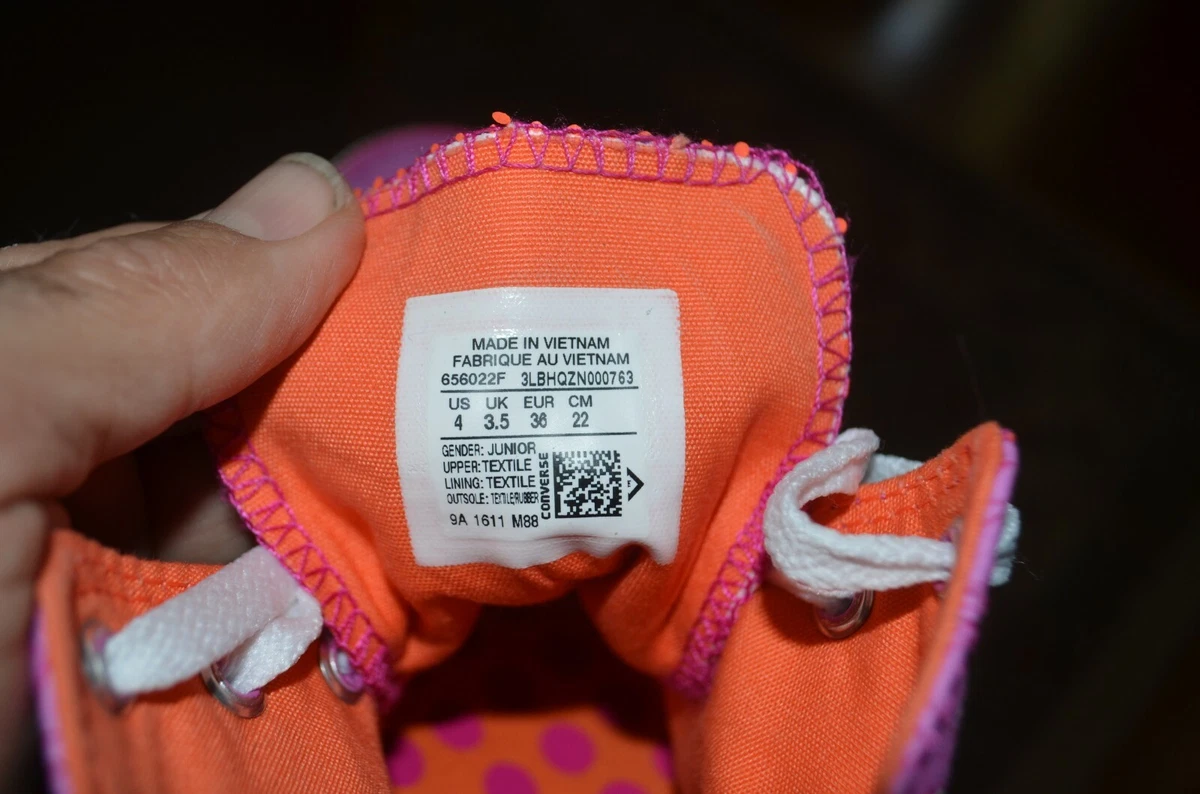 MADE IN VIETNAM
FABRIQUE AU VIETNAM
656022F 3LBHQZN000763
US UK EUR CM
4 3.5 36 22
GENDER: JUNIOR
UPPER: TEXTILE
LINING: TEXTILE
OUTSOLE: TEXTILE/RUBBER
CONVERSE
9A 1611 M88